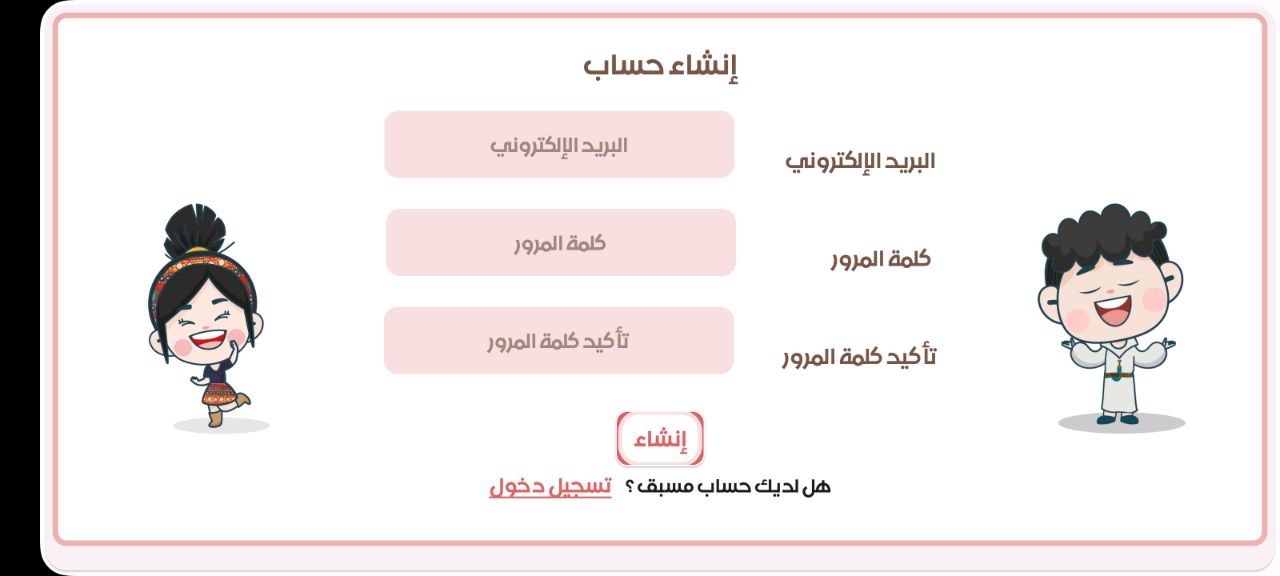 إنشاء حساب
البريد الإلكتروني
البريد الإلكتروني
كلمة المرور
كلمة المرور
تأكيد كلمة المرور
تأكيد كلمة المرور
إنشاء
هل لديك حساب مسبق ؟ تسجيل دخول